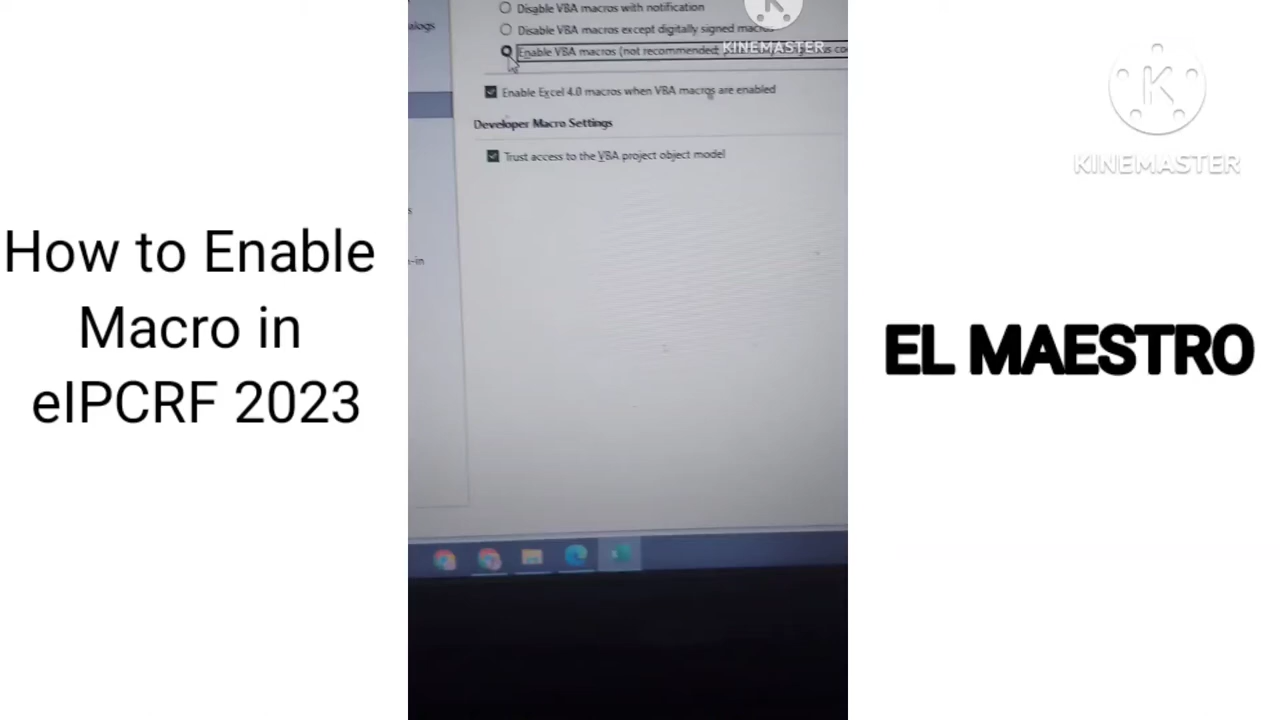 How to Enable
Macro in
eIPCRF 2023
alogs
Disable VBA macros with notification
Disable VBA macros except digitally signed macros
Enable VBA macros (not recommended;
Enable Excel 4.0 macros when VBA macros are enabled
Developer Macro Settings
Trust access to the VBA project object model
s
-in
KINEMASTER
KINEMASTER
EL MAESTRO